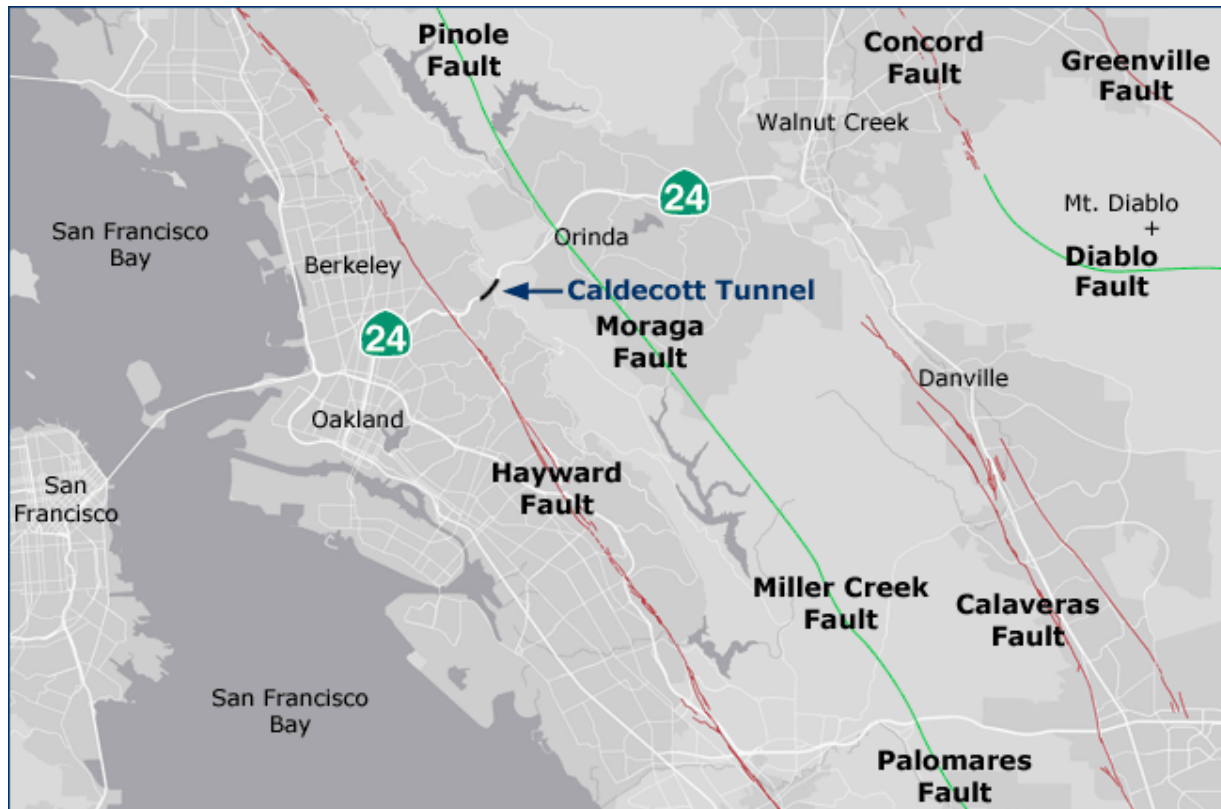 Pinole
Fault
Concord
Fault
Greenville
Fault
Walnut Creek
24
Mt. Diablo
+
San Francisco
Bay
Orinda
Berkeley
Diablo
Fault
Caldecott Tunnel
24
Moraga
Fault
Danville
Oakland
Hayward
Fault
San
Francisco
Miller Creek
Fault
Calaveras
Fault
San Francisco
Bay
Palomares
Fault